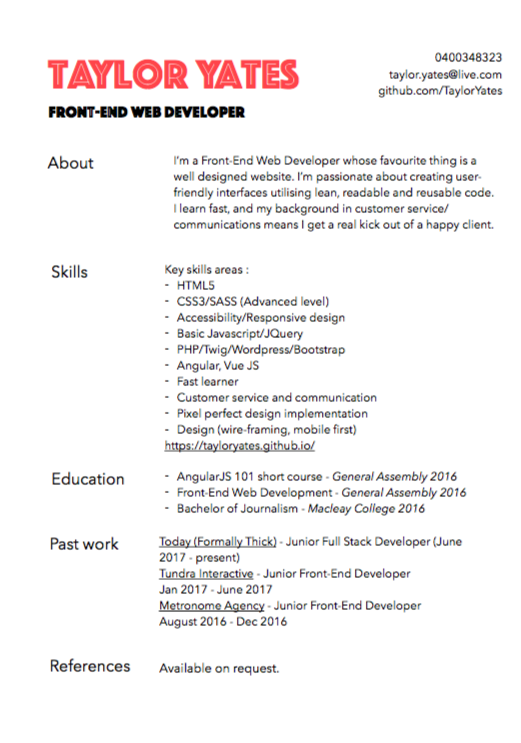 TAYLOR YATES
FRONT-END WEB DEVELOPER
0400348323
taylor.yates@live.com
github.com/TaylorYates
About
I'm a Front-End Web Developer whose favourite thing is a
well designed website. I'm passionate about creating user-
friendly interfaces utilising lean, readable and reusable code.
I learn fast, and my background in customer service/
communications means I get a real kick out of a happy client.
Skills
Key skills areas :
- HTML5
- CSS3/SASS (Advanced level)
- Accessibility/Responsive design
- Basic Javascript/JQuery
- PHP/Twig/Wordpress/Bootstrap
- Angular, Vue JS
- Fast learner
- Customer service and communication
- Pixel perfect design implementation
- Design (wire-framing, mobile first)
https://tayloryates.github.io/
Education
- AngularJS 101 short course - General Assembly 2016
- Front-End Web Development - General Assembly 2016
- Bachelor of Journalism - Macleay College 2016
Past work
Today (Formally Thick) - Junior Full Stack Developer (June
2017 - present)
Tundra Interactive - Junior Front-End Developer
Jan 2017 - June 2017
Metronome Agency - Junior Front-End Developer
August 2016 - Dec 2016
References
Available on request.